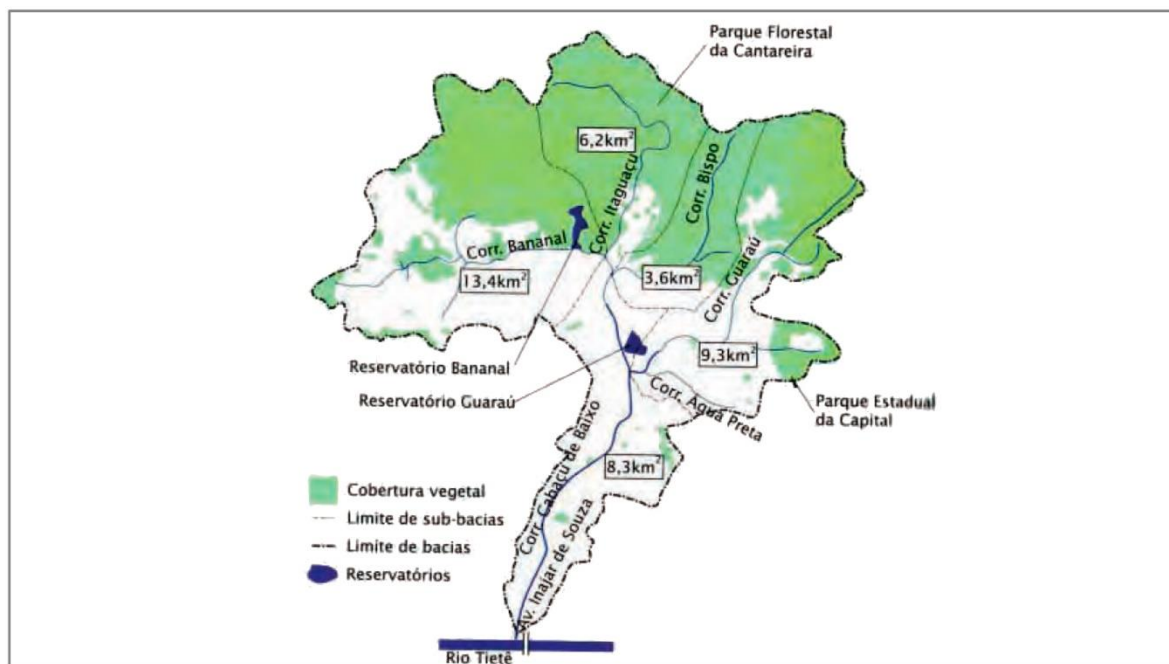 Parque Florestal
da Cantareira
6,2km²
Corr. Itaguaçu
Corr. Bispo
Corr. Bananal
13,4km²
3,6km²
Corr. Guaraú
9,3km²
Reservatório Bananal
Reservatório Guaraú
Corr. Água Preta
Parque Estadual
da Capital
8,3km²
Corr. Cabaçu de Baixo
Av. Inajar de Souza
Cobertura vegetal
Limite de sub-bacias
Limite de bacias
Reservatórios
Rio Tietê